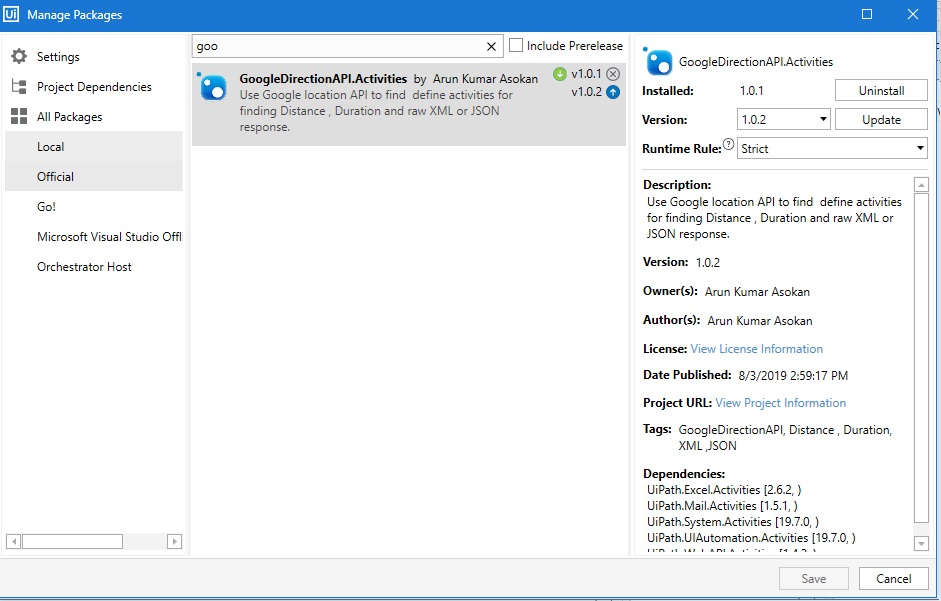 Ui Manage Packages
Settings
Project Dependencies
All Packages
Local
Official
Go!
Microsoft Visual Studio Offl
Orchestrator Host
goo
Include Prerelease
GoogleDirectionAPI.Activities by Arun Kumar Asokan
v1.0.1
v1.0.2
Use Google location API to find define activities for
finding Distance , Duration and raw XML or JSON
response.
GoogleDirectionAPI.Activities
Installed: 1.0.1 Uninstall
Version: 1.0.2 Update
Runtime Rule: ? Strict
Description:
Use Google location API to find define activities
for finding Distance , Duration and raw XML or
JSON response.
Version: 1.0.2
Owner(s): Arun Kumar Asokan
Author(s): Arun Kumar Asokan
License: View License Information
Date Published: 8/3/2019 2:59:17 PM
Project URL: View Project Information
Tags: GoogleDirectionAPI, Distance , Duration,
XML ,JSON
Dependencies:
UiPath.Excel.Activities [2.6.2, )
UiPath.Mail.Activities [1.5.1, )
UiPath.System.Activities [19.7.0, )
UiPath.UIAutomation.Activities [19.7.0, )
Save Cancel